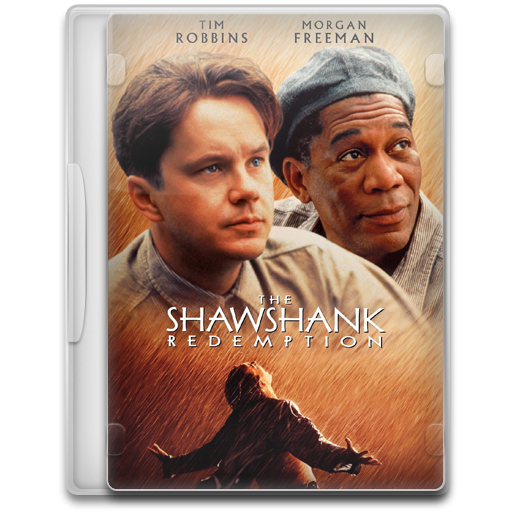 TIM MORGAN
ROBBINS FREEMAN
THE
SHAWSHANK
REDEMPTION